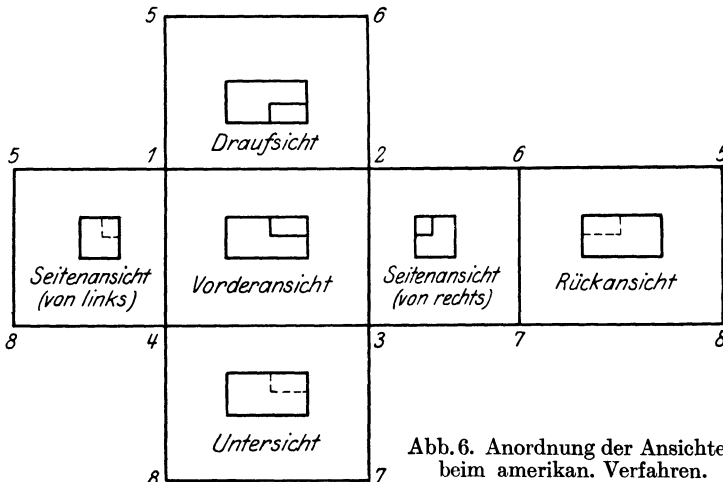 5 6
Draufsicht
5 1 2 6 5
Seitenansicht
(von links)
Vorderansicht
Seitenansicht
(von rechts)
Rückansicht
8 4 3 7 8
Untersicht
8 7
Abb. 6. Anordnung der Ansichte
beim amerikan. Verfahren.